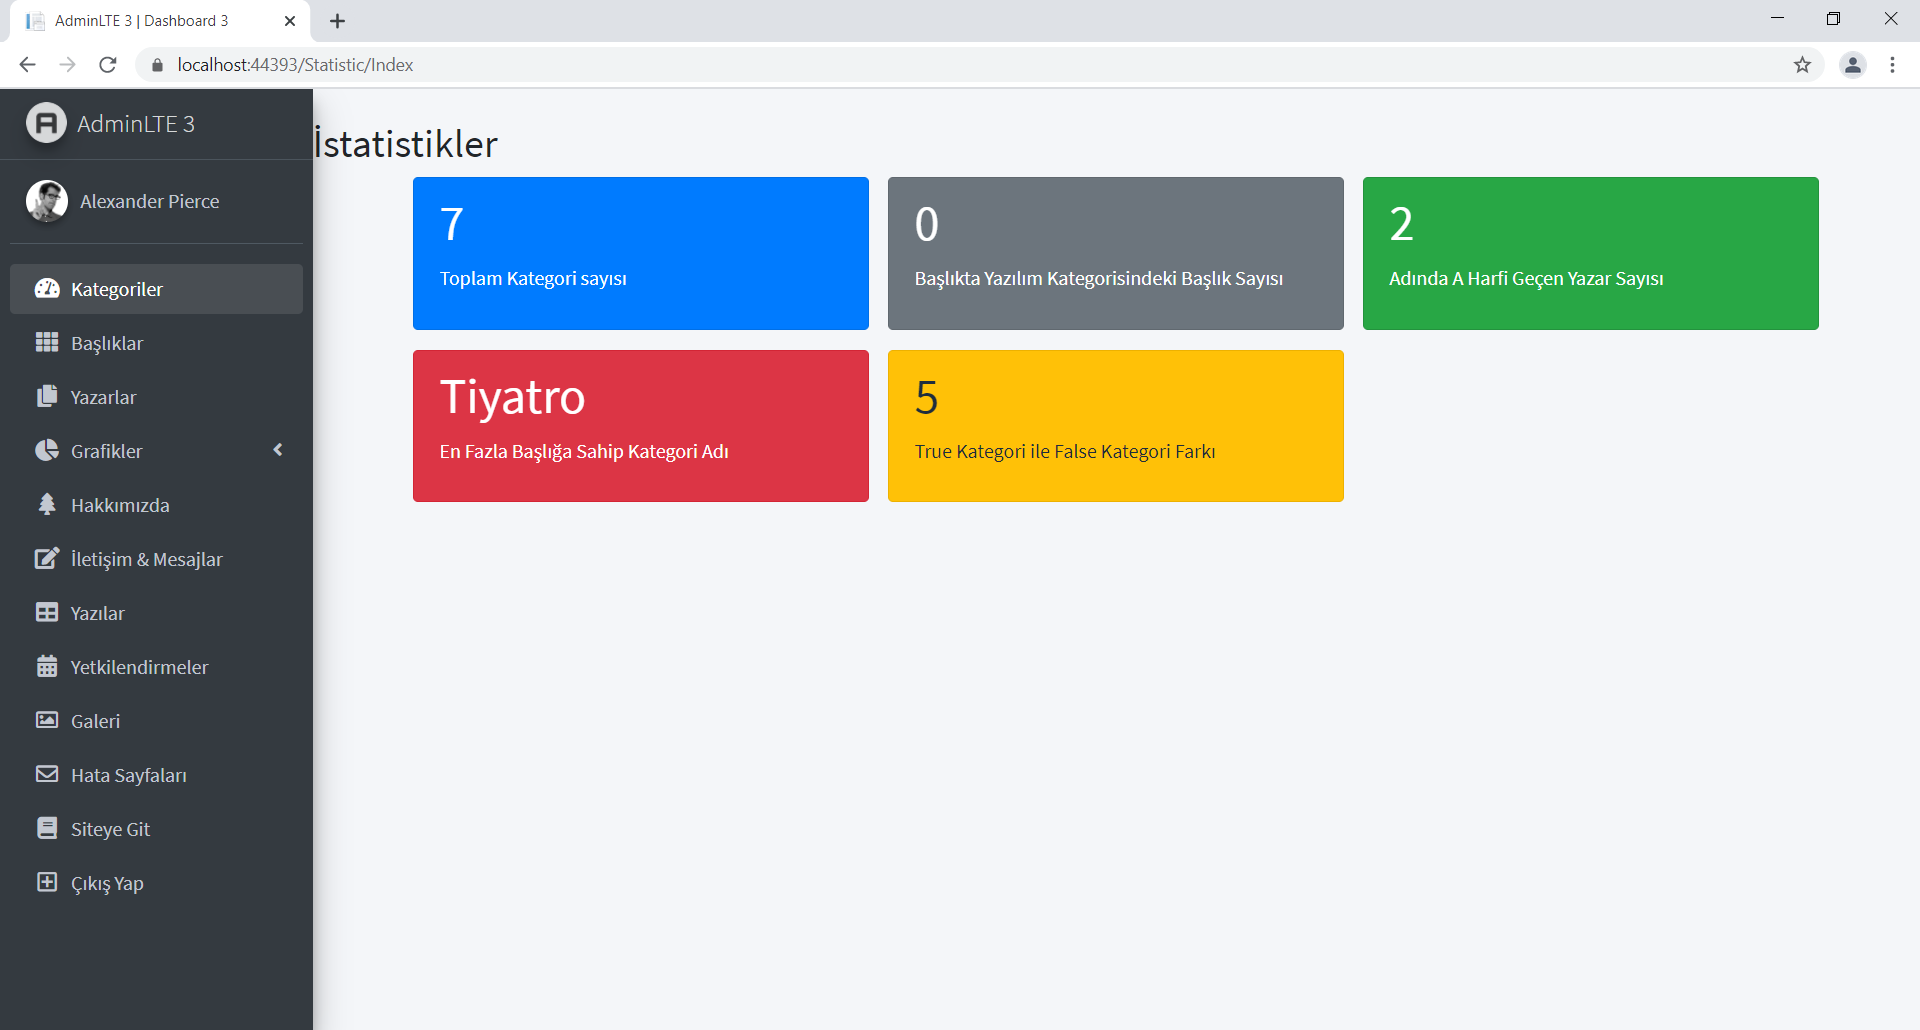 AdminLTE 3 | Dashboard 3
localhost:44393/Statistic/Index
AdminLTE 3
Alexander Pierce
Kategoriler
Başlıklar
Yazarlar
Grafikler
Hakkımızda
İletişim & Mesajlar
Yazılar
Yetkilendirmeler
Galeri
Hata Sayfaları
Siteye Git
Çıkış Yap
İstatistikler
7
Toplam Kategori sayısı
0
Başlıkta Yazılım Kategorisindeki Başlık Sayısı
2
Adında A Harfi Geçen Yazar Sayısı
Tiyatro
En Fazla Başlığa Sahip Kategori Adı
5
True Kategori ile False Kategori Farkı